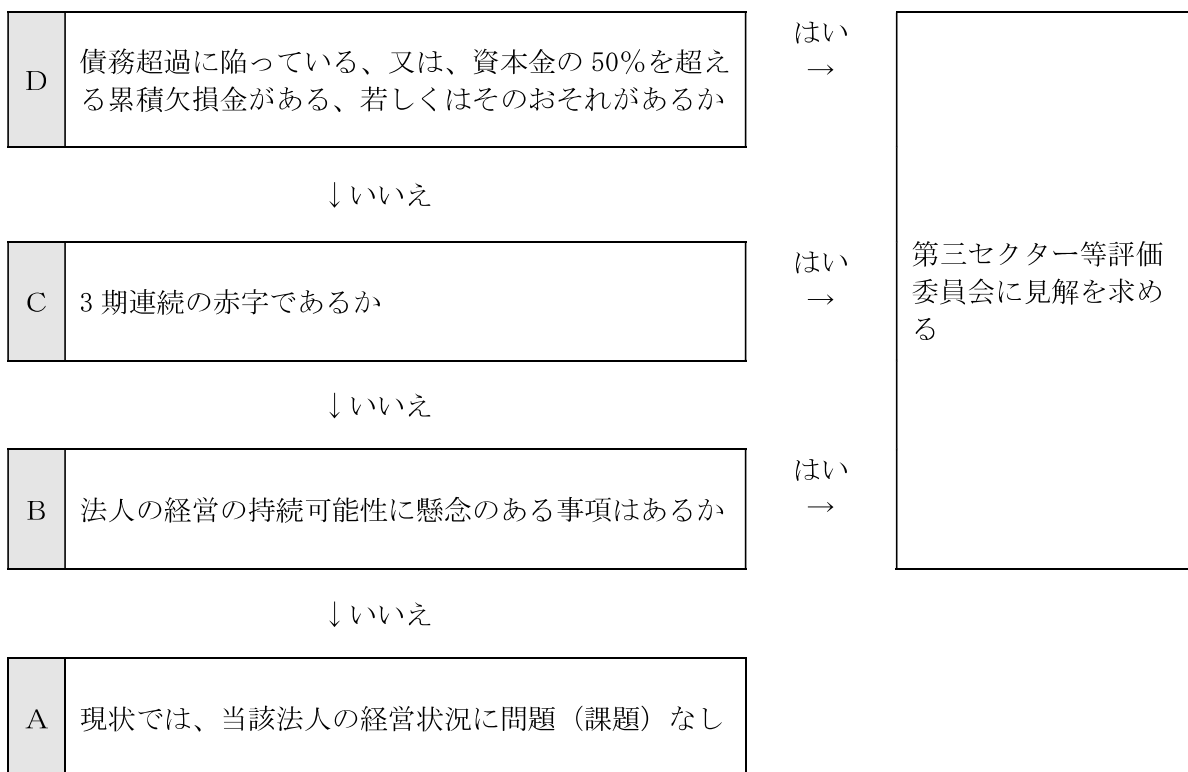 D
債務超過に陥っている、又は、資本金の 50%を超え
る累積欠損金がある、若しくはそのおそれがあるか
はい
→
↓いいえ
C
3 期連続の赤字であるか
はい
→
第三セクター等評価
委員会に見解を求め
る
↓いいえ
B
法人の経営の持続可能性に懸念のある事項はあるか
はい
→
↓いいえ
A
現状では、当該法人の経営状況に問題（課題）なし